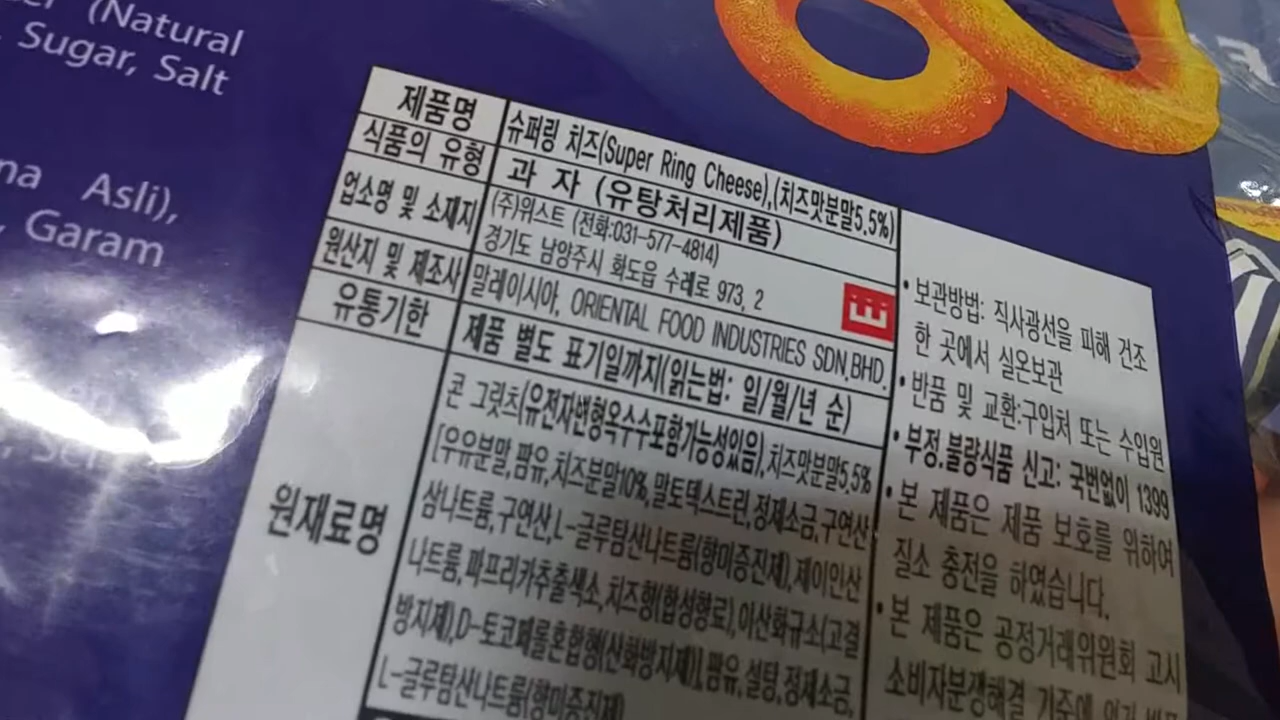 (Natural
Sugar, Salt
Asli),
, Garam
제품명
슈퍼링 치즈(Super Ring Cheese),(치즈맛분말5.5%)
식품의 유형
과 자 (유탕처리제품)
업소명 및 소재지
(주)위스트 (전화:031-577-4814)
경기도 남양주시 화도읍 수레로 973, 2
원산지 및 제조사
말레이시아, ORIENTAL FOOD INDUSTRIES SDN,BHD,
유통기한
제품 별도 표기일까지(읽는법: 일/월/년 순)
원재료명
콘 그릿츠(유전자변형옥수수포함가능성있음), 치즈맛분말5.5%
[우유분말,팜유,치즈분말10%,말토덱스트린,정제소금,구연산
삼나트륨,구연산,L-글루탐산나트륨(향미증진제),제이인산
나트륨,파프리카추출색소,치즈향(합성향료),이산화규소(고결
방지제),D-토코페롤혼합형(산화방지제)],팜유,설탕,정제소금,
L-글루탐산나트륨(향미증진제)
• 보관방법: 직사광선을 피해 건조
한 곳에서 실온보관
• 반품 및 교환:구입처 또는 수입원
• 부정,불량식품 신고: 국번없이 1399
• 본 제품은 제품 보호를 위하여
질소 충전을 하였습니다.
• 본 제품은 공정거래위원회 고시
소비자분쟁해결 기준에 의거